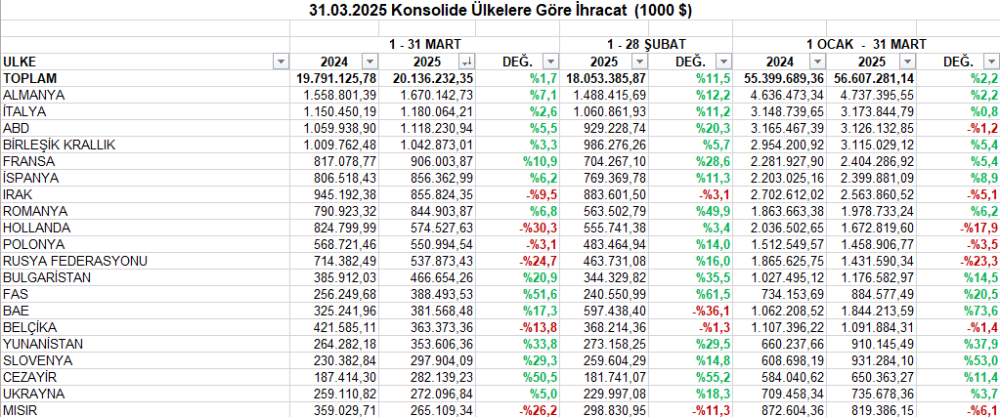 31.03.2025 Konsolide Ülkelere Göre İhracat (1000 $)
1 - 31 MART 1 - 28 ŞUBAT 1 OCAK - 31 MART
ULKE 2024 2025 DEĞ. 2025 DEĞ. 2024 2025 DEĞ.
TOPLAM 19.791.125,78 20.136.232,35 %1,7 18.053.385,87 %11,5 55.399.689,36 56.607.281,14 %2,2
ALMANYA 1.558.801,39 1.670.142,73 %7,1 1.488.415,69 %12,2 4.636.473,34 4.737.395,55 %2,2
İTALYA 1.150.450,19 1.180.064,21 %2,6 1.060.861,93 %11,2 3.148.739,65 3.173.844,79 %0,8
ABD 1.059.938,90 1.118.230,94 %5,5 929.228,74 %20,3 3.165.467,39 3.126.132,85 -%1,2
BİRLEŞİK KRALLIK 1.009.762,48 1.042.873,01 %3,3 986.276,26 %5,7 2.954.200,92 3.115.029,12 %5,4
FRANSA 817.078,77 906.003,87 %10,9 704.267,10 %28,6 2.281.927,90 2.404.286,92 %5,4
İSPANYA 806.518,43 856.362,99 %6,2 769.369,78 %11,3 2.203.025,16 2.399.881,09 %8,9
IRAK 945.192,38 855.824,35 -%9,5 883.601,50 -%3,1 2.702.612,02 2.563.860,52 -%5,1
ROMANYA 790.923,32 844.903,87 %6,8 563.502,79 %49,9 1.863.663,38 1.978.733,24 %6,2
HOLLANDA 824.799,99 574.527,63 -%30,3 555.741,38 %3,4 2.036.502,65 1.672.819,60 -%17,9
POLONYA 568.721,46 550.994,54 -%3,1 483.464,94 %14,0 1.512.549,57 1.458.906,77 -%3,5
RUSYA FEDERASYONU 714.382,49 537.873,43 -%24,7 463.731,08 %16,0 1.865.625,75 1.431.590,34 -%23,3
BULGARİSTAN 385.912,03 466.654,26 %20,9 344.329,82 %35,5 1.027.495,12 1.176.582,97 %14,5
FAS 256.249,68 388.493,53 %51,6 240.550,99 %61,5 734.153,69 884.577,49 %20,5
BAE 325.241,96 381.568,48 %17,3 597.438,40 -%36,1 1.062.208,52 1.844.213,59 %73,6
BELÇİKA 421.585,11 363.373,36 -%13,8 368.214,36 -%1,3 1.107.396,22 1.091.884,31 -%1,4
YUNANİSTAN 264.282,18 353.606,36 %33,8 273.158,25 %29,5 660.237,66 910.145,49 %37,9
SLOVENYA 230.382,84 297.904,09 %29,3 259.604,29 %14,8 608.698,19 931.284,10 %53,0
CEZAYİR 187.414,30 282.139,23 %50,5 181.741,07 %55,2 584.040,62 650.363,27 %11,4
UKRAYNA 259.110,82 272.096,84 %5,0 229.997,08 %18,3 709.458,34 735.678,36 %3,7
MISIR 359.029,71 265.109,34 -%26,2 298.830,95 -%11,3 872.604,36 819.386,15 -%6,1